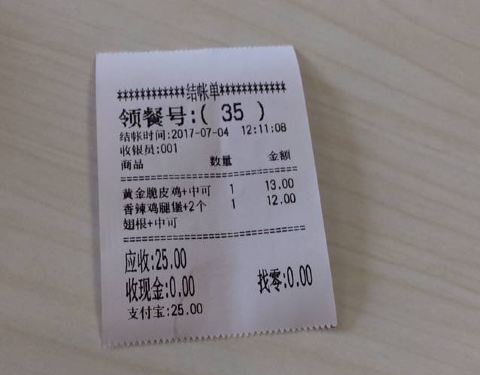 ************结帐单************
领餐号:( 35 )
结帐时间:2017-07-04 12:11:08
收银员:001
商品 数量 金额
==============================
黄金脆皮鸡+中可 1 13.00
香辣鸡腿堡+2个 1 12.00
翅根+中可
==============================
应收:25.00
收现金:0.00 找零:0.00
支付宝:25.00